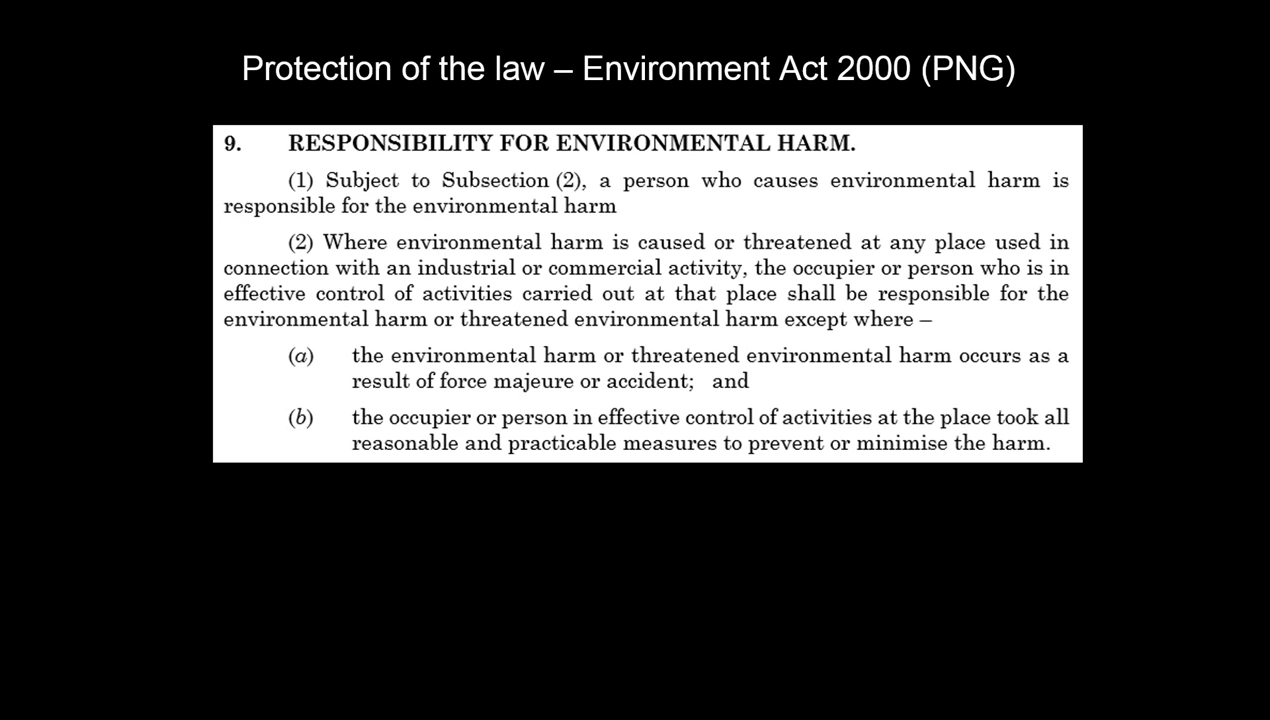 Protection of the law – Environment Act 2000 (PNG)
9. RESPONSIBILITY FOR ENVIRONMENTAL HARM.
(1) Subject to Subsection (2), a person who causes environmental harm is
responsible for the environmental harm
(2) Where environmental harm is caused or threatened at any place used in
connection with an industrial or commercial activity, the occupier or person who is in
effective control of activities carried out at that place shall be responsible for the
environmental harm or threatened environmental harm except where –
(a) the environmental harm or threatened environmental harm occurs as a
result of force majeure or accident; and
(b) the occupier or person in effective control of activities at the place took all
reasonable and practicable measures to prevent or minimise the harm.